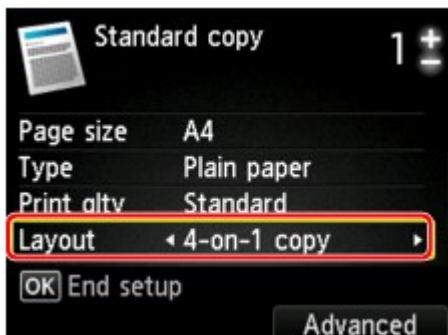 Standard copy 1 + -
Page size A4
Type Plain paper
Print qlty Standard
Layout 4-on-1 copy
OK End setup
Advanced